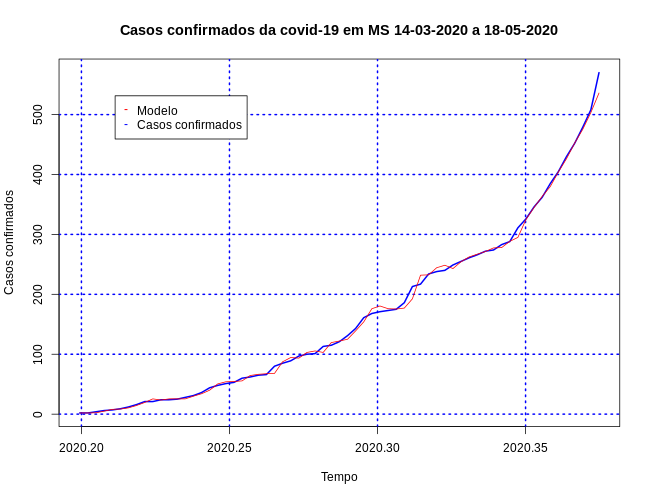 Casos confirmados da covid-19 em MS 14-03-2020 a 18-05-2020
Modelo
Casos confirmados
Casos confirmados
500
400
300
200
100
0
2020.20 2020.25 2020.30 2020.35
Tempo